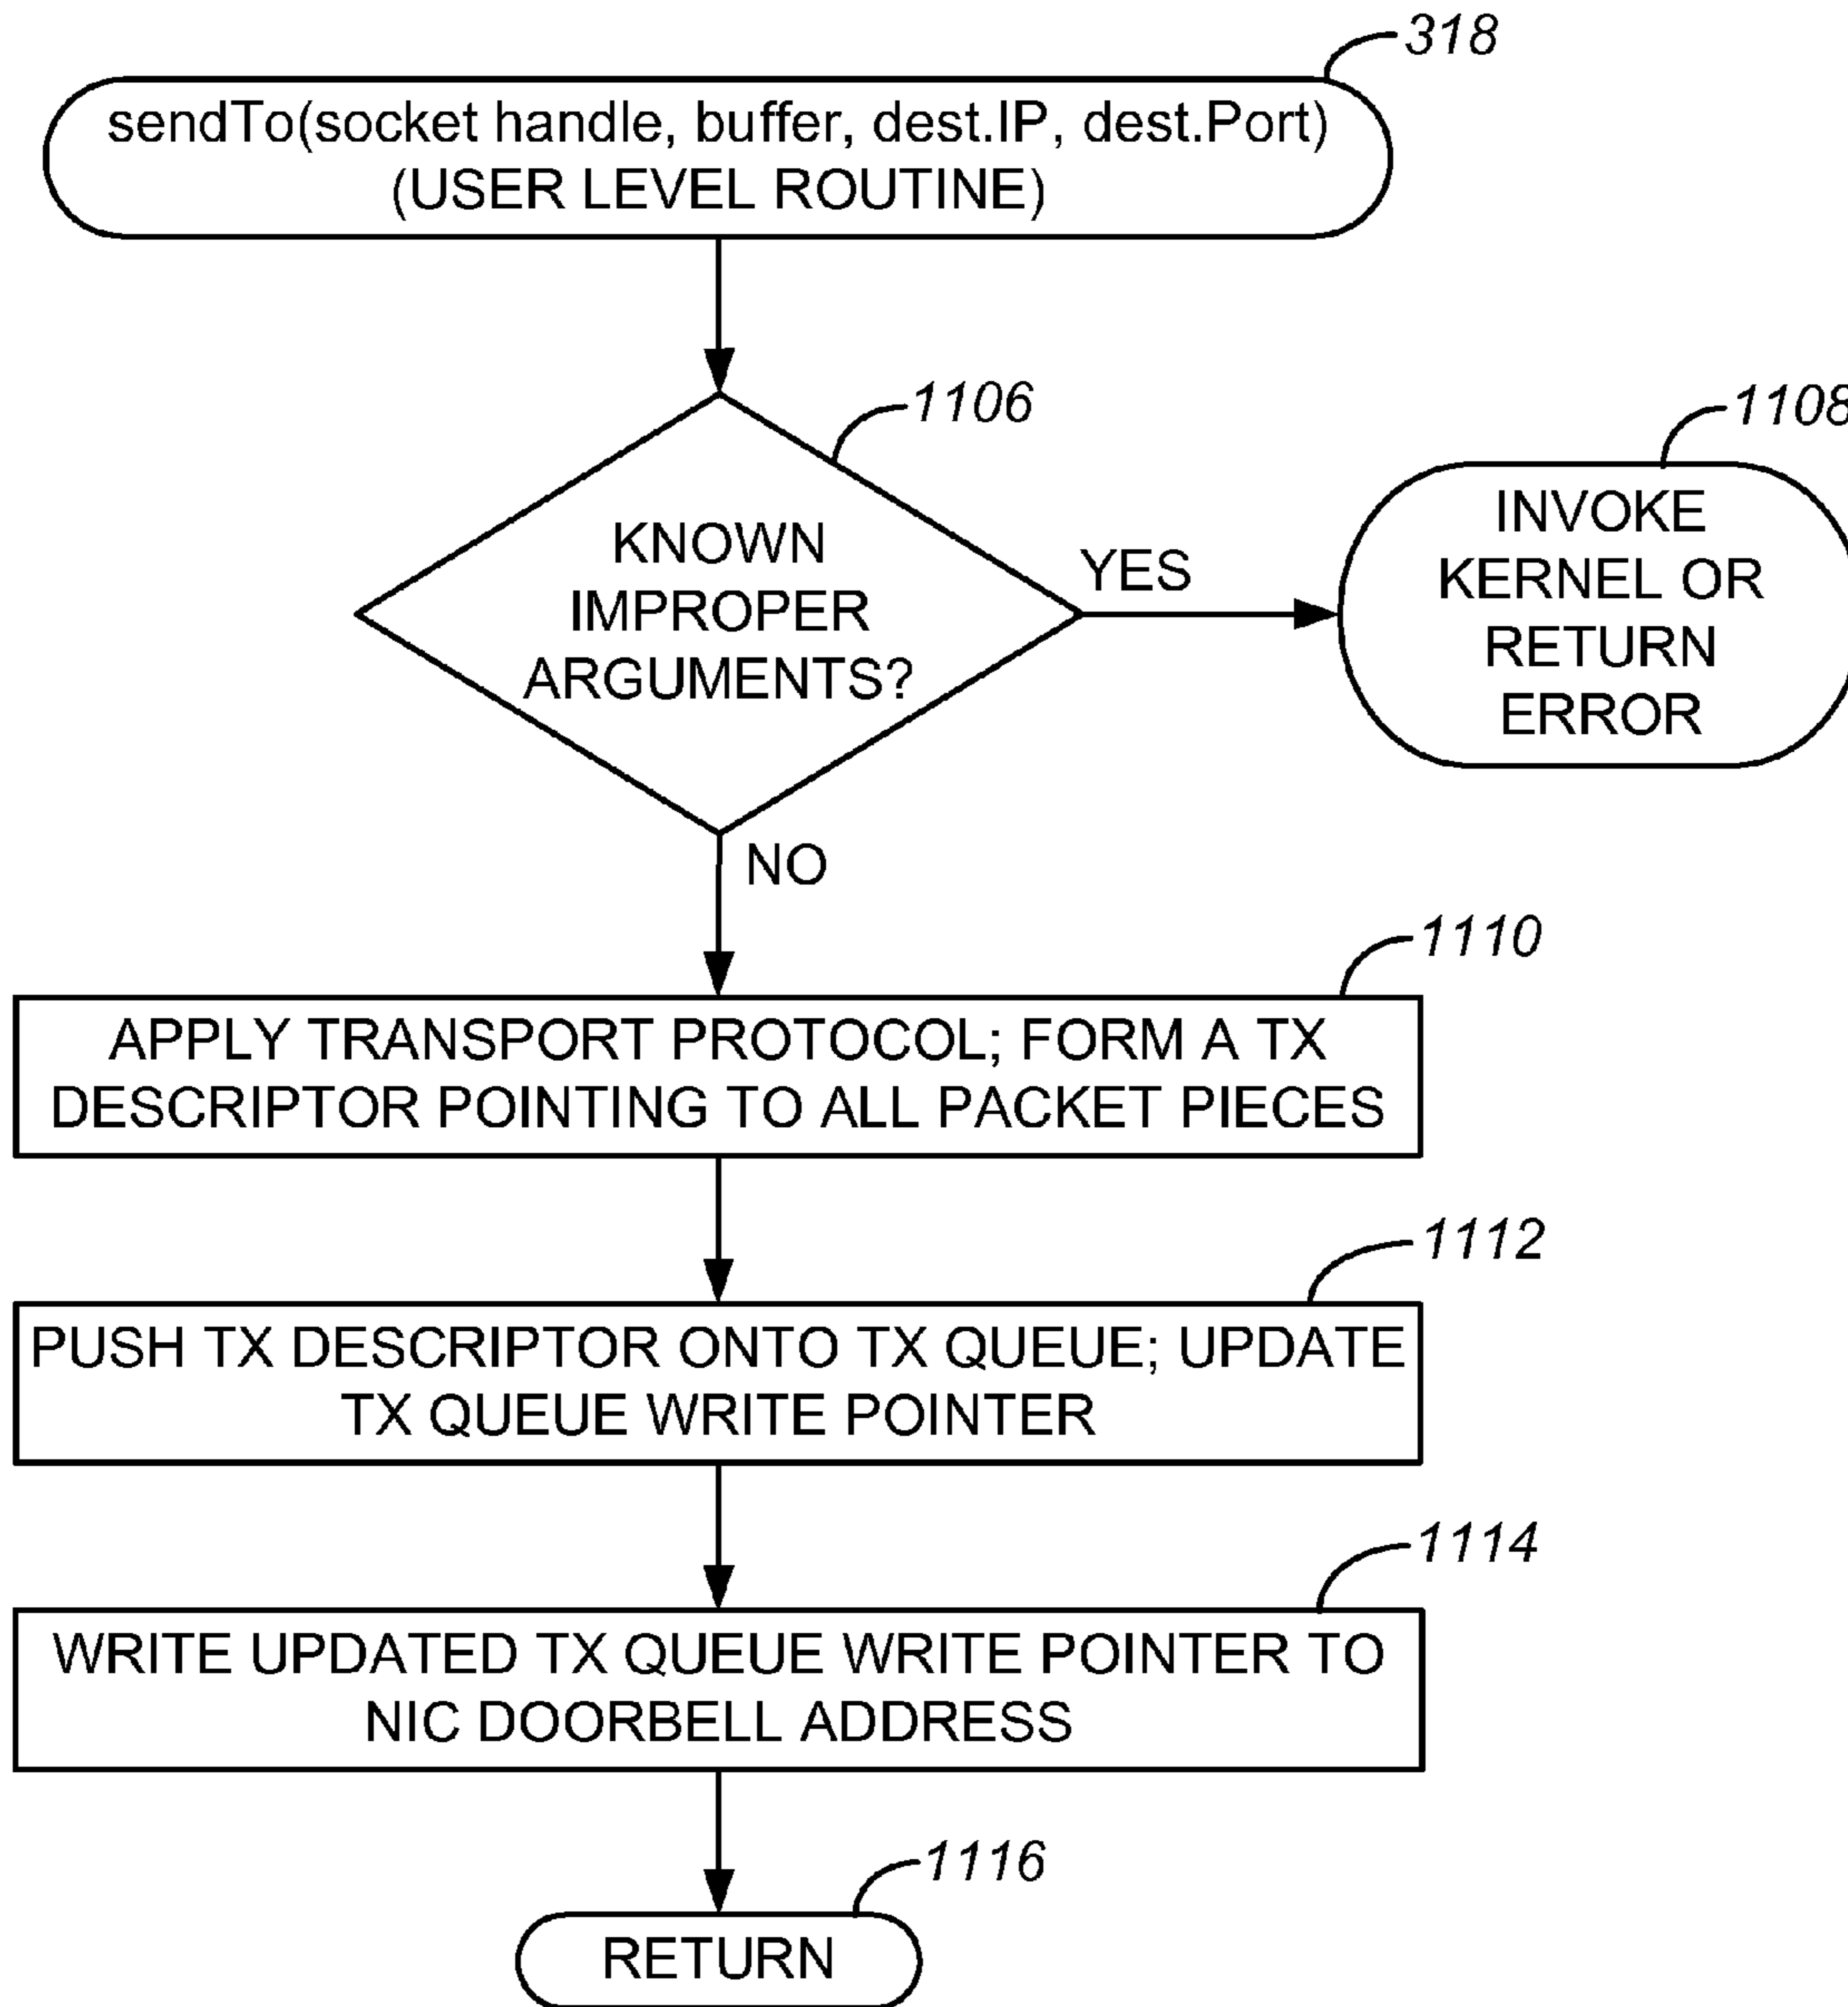 318
sendTo(socket handle, buffer, dest.IP, dest.Port)
(USER LEVEL ROUTINE)
1106
1108
KNOWN
IMPROPER
ARGUMENTS?
YES
INVOKE
KERNEL OR
RETURN
ERROR
NO
1110
APPLY TRANSPORT PROTOCOL; FORM A TX
DESCRIPTOR POINTING TO ALL PACKET PIECES
1112
PUSH TX DESCRIPTOR ONTO TX QUEUE; UPDATE
TX QUEUE WRITE POINTER
1114
WRITE UPDATED TX QUEUE WRITE POINTER TO
NIC DOORBELL ADDRESS
1116
RETURN